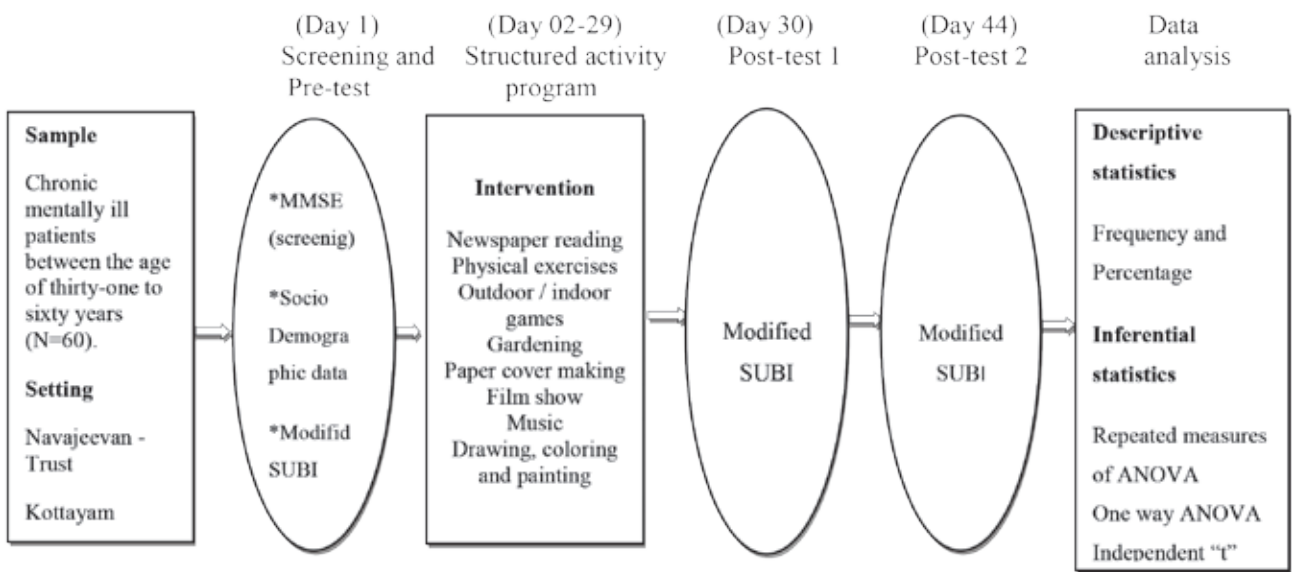 (Day 1)
Screening and
Pre-test
(Day 02-29)
Structured activity
program
(Day 30)
Post-test 1
(Day 44)
Post-test 2
Data
analysis
Sample
Chronic
mentally ill
patients
between the age
of thirty-one to
sixty years
(N=60).
Setting
Navajeevan -
Trust
Kottayam
*MMSE
(screenig)
*Socio
Demogra
phic data
*Modifid
SUBI
Intervention
Newspaper reading
Physical exercises
Outdoor / indoor
games
Gardening
Paper cover making
Film show
Music
Drawing, coloring
and painting
Modified
SUBI
Modified
SUBI
Descriptive
statistics
Frequency and
Percentage
Inferential
statistics
Repeated measures
of ANOVA
One way ANOVA
Independent “t”